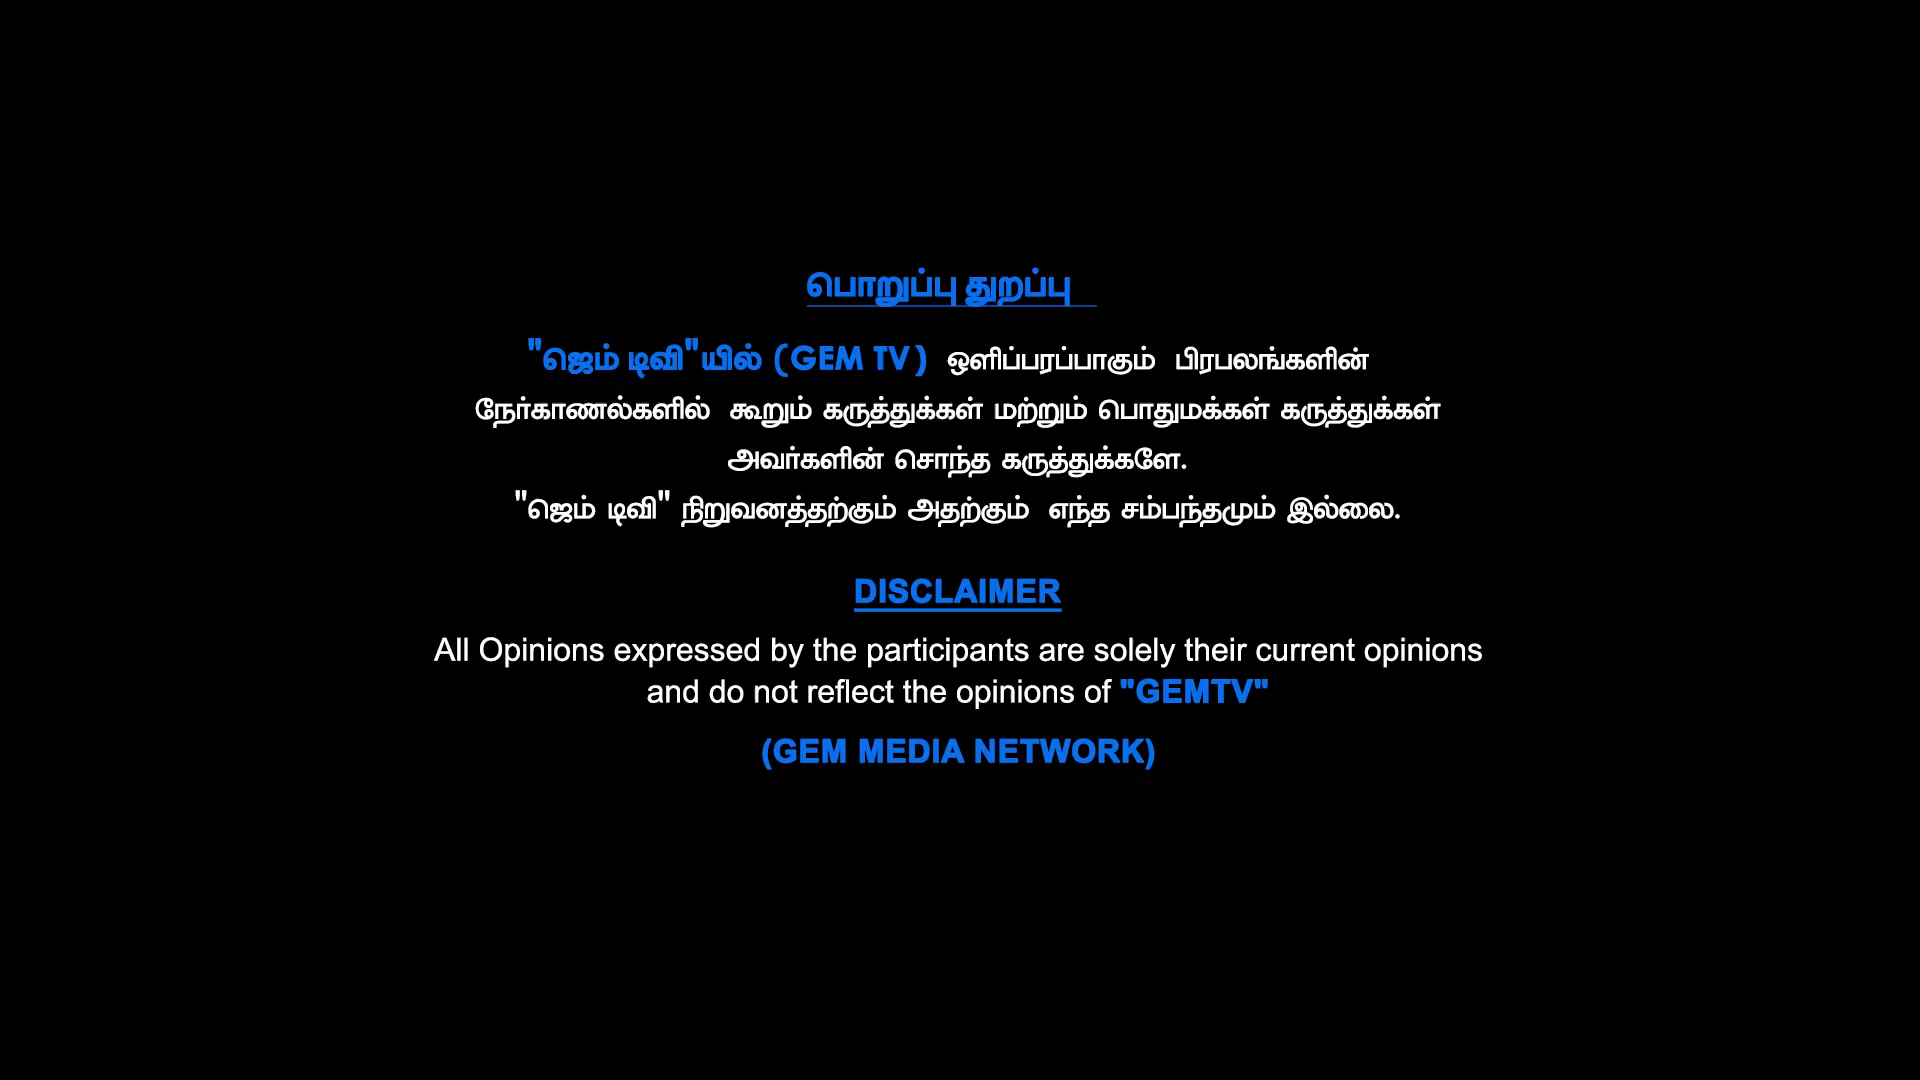 பொறுப்பு துறப்பு
"ஜெம் டிவி"யில் (GEM TV) ஒளிப்பரப்பாகும் பிரபலங்களின்
நேர்காணல்களில் கூறும் கருத்துக்கள் மற்றும் பொதுமக்கள் கருத்துக்கள்
அவர்களின் சொந்த கருத்துக்களே.
"ஜெம் டிவி" நிறுவனத்தற்கும் அதற்கும் எந்த சம்பந்தமும் இல்லை.
DISCLAIMER
All Opinions expressed by the participants are solely their current opinions
and do not reflect the opinions of "GEMTV"
(GEM MEDIA NETWORK)